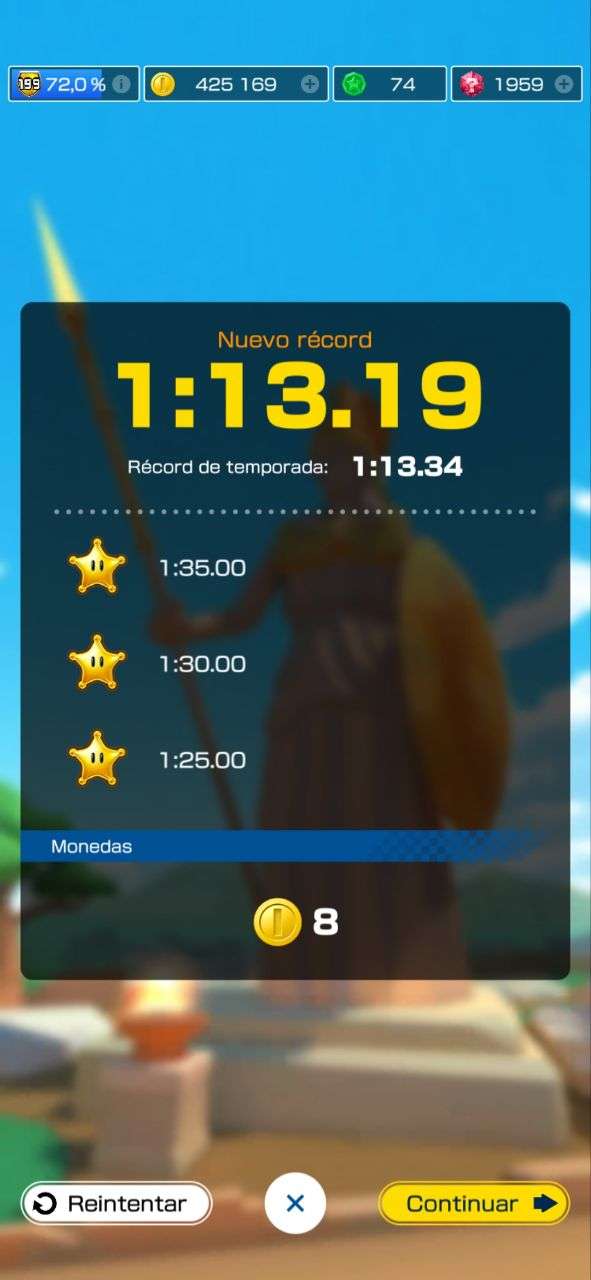 199 72,0 % i 425 169 + 74 1959 +
Nuevo récord
1:13.19
Récord de temporada: 1:13.34
1:35.00
1:30.00
1:25.00
Monedas
8
Reintentar × Continuar